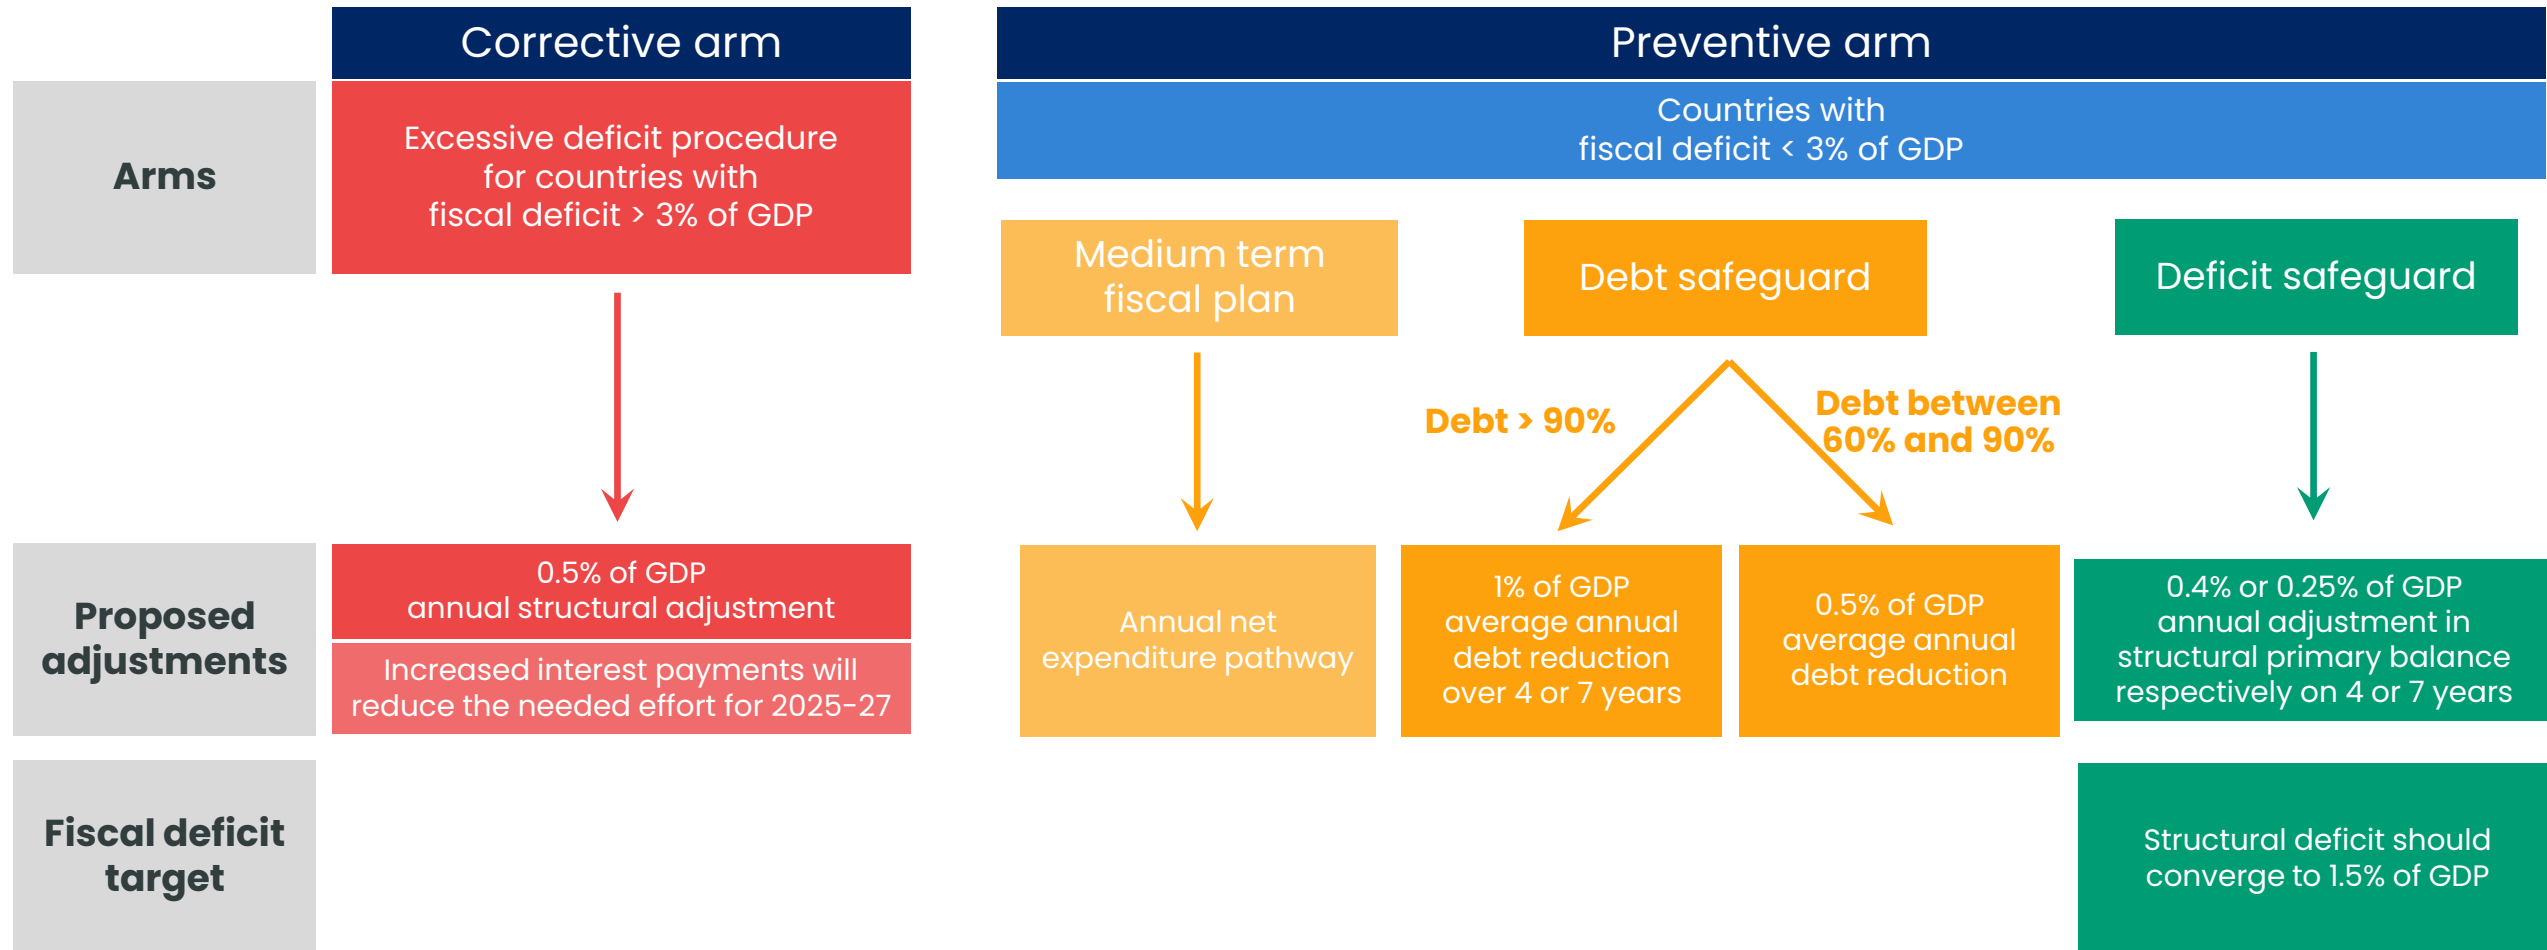 Corrective arm
Preventive arm
Arms
Excessive deficit procedure
for countries with
fiscal deficit > 3% of GDP
Countries with
fiscal deficit < 3% of GDP
Medium term
fiscal plan
Debt safeguard
Deficit safeguard
Debt > 90%
Debt between
60% and 90%
Proposed
adjustments
0.5% of GDP
annual structural adjustment
Increased interest payments will
reduce the needed effort for 2025-27
Annual net
expenditure pathway
1% of GDP
average annual
debt reduction
over 4 or 7 years
0.5% of GDP
average annual
debt reduction
0.4% or 0.25% of GDP
annual adjustment in
structural primary balance
respectively on 4 or 7 years
Fiscal deficit
target
Structural deficit should
converge to 1.5% of GDP